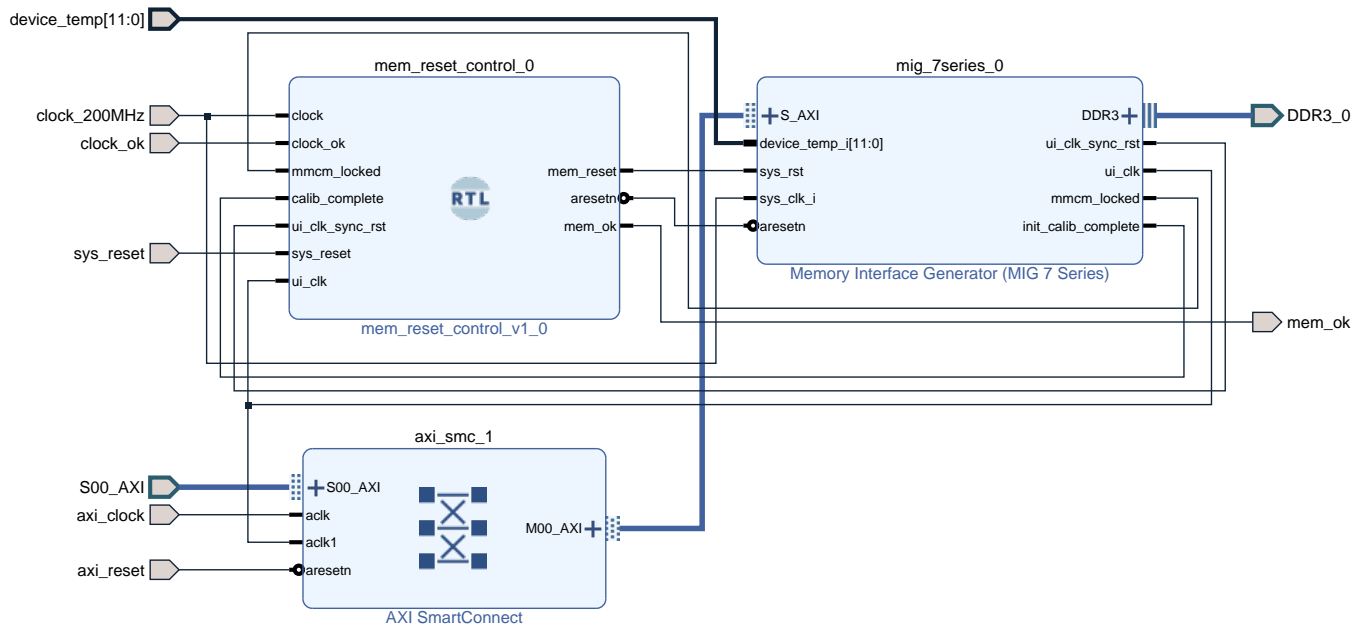 device_temp[11:0]
mem_reset_control_0
mig_7series_0
clock_200MHz
clock
S_AXI
DDR3
DDR3_0
clock_ok
clock_ok
device_temp_i[11:0]
ui_clk_sync_rst
mmcm_locked
mem_reset
sys_rst
ui_clk
calib_complete
RTL
aresetn
sys_clk_i
mmcm_locked
ui_clk_sync_rst
mem_ok
aresetn
init_calib_complete
sys_reset
sys_reset
Memory Interface Generator (MIG 7 Series)
ui_clk
mem_reset_control_v1_0
mem_ok
axi_smc_1
S00_AXI
S00_AXI
axi_clock
aclk
M00_AXI
aclk1
axi_reset
aresetn
AXI SmartConnect